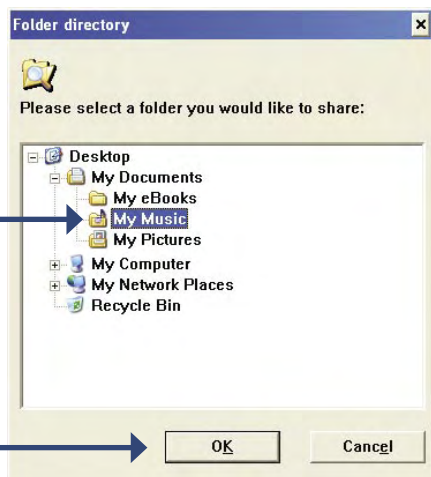 Folder directory
Please select a folder you would like to share:
Desktop
My Documents
My eBooks
My Music
My Pictures
My Computer
My Network Places
Recycle Bin
OK Cancel